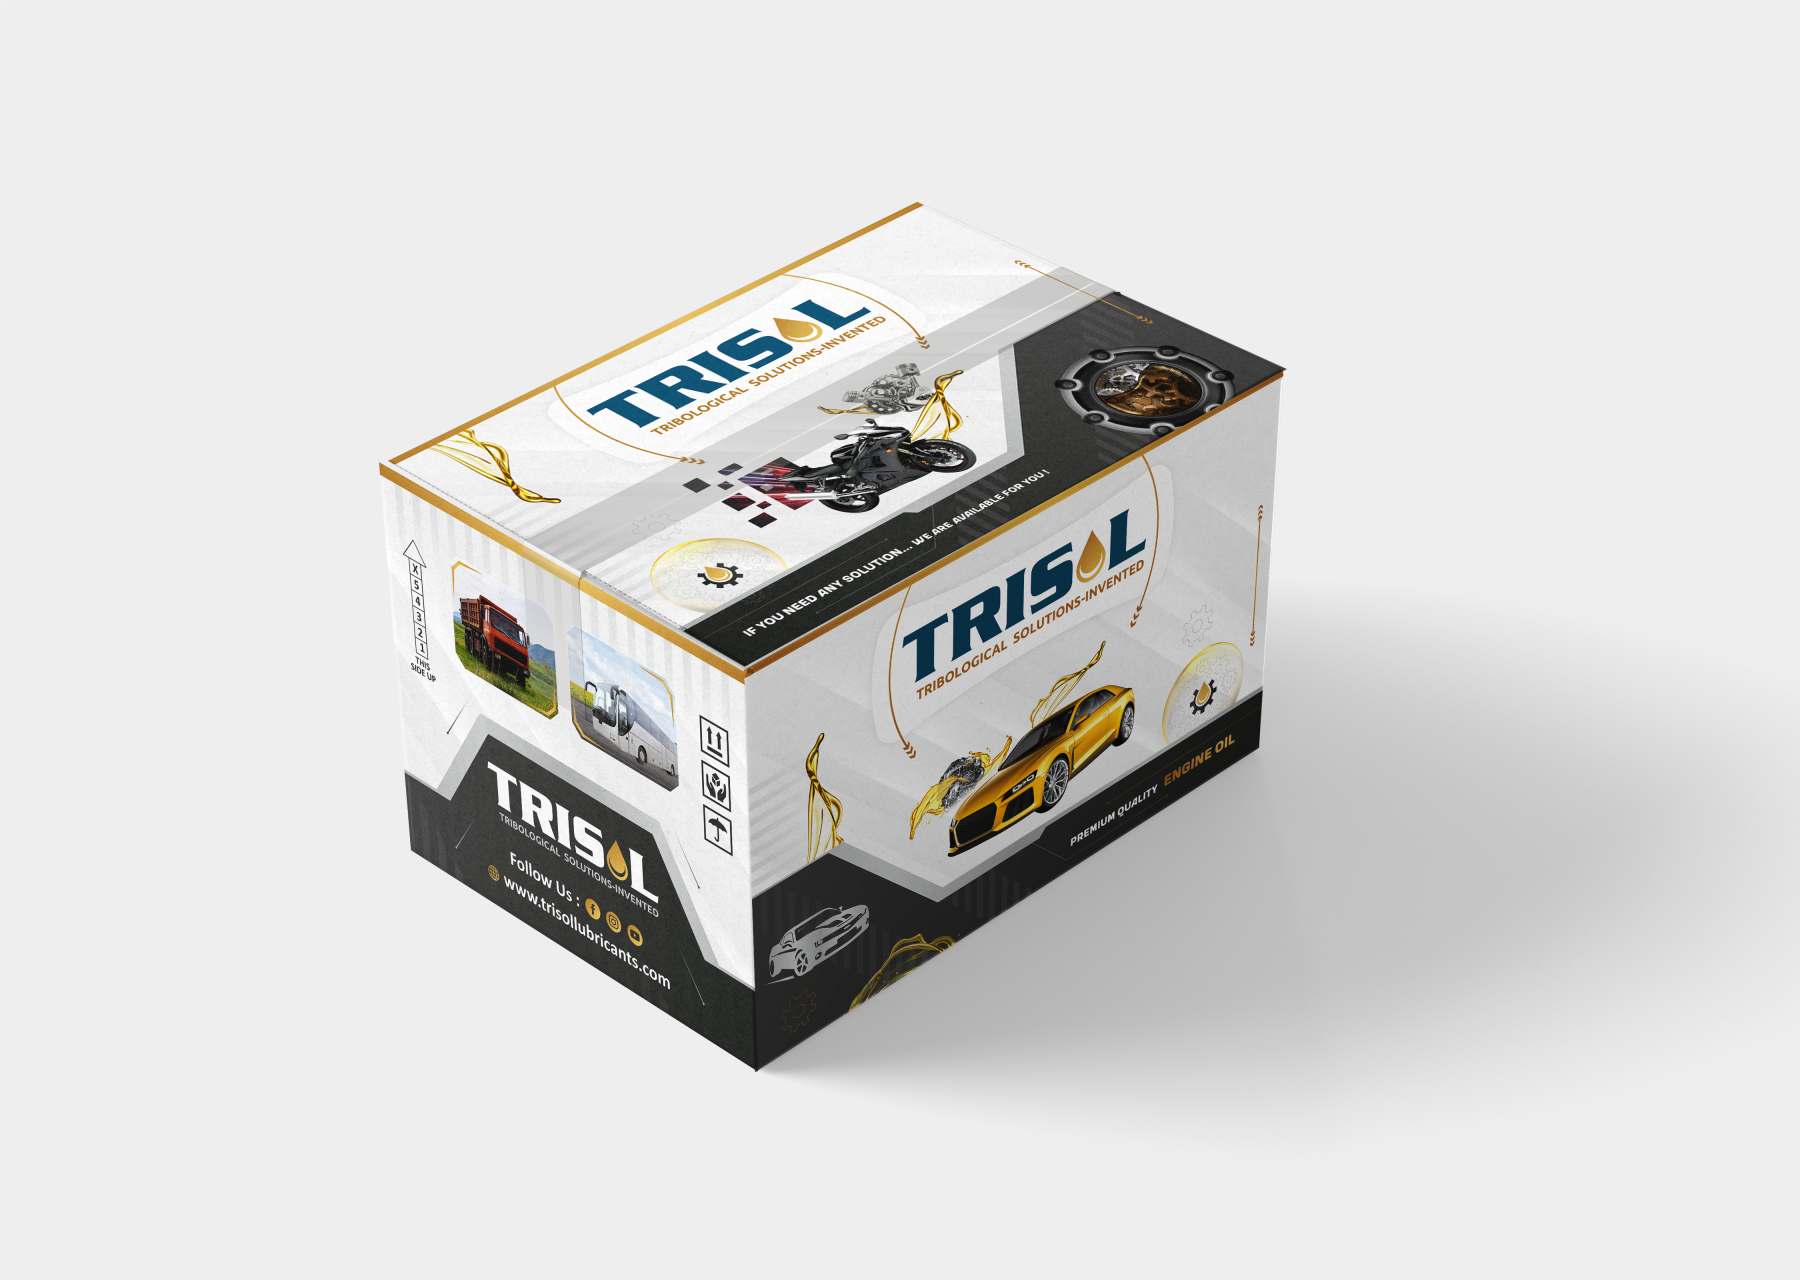 TRISOL
TRIBOLOGICAL SOLUTIONS-INVENTED
IF YOU NEED ANY SOLUTION... WE ARE AVAILABLE FOR YOU !
X
5
4
3
2
1
THIS
SIDE UP
TRISOL
TRIBOLOGICAL SOLUTIONS-INVENTED
Follow Us :
www.trisollubricants.com
TRISOL
TRIBOLOGICAL SOLUTIONS-INVENTED
PREMIUM QUALITY ENGINE OIL